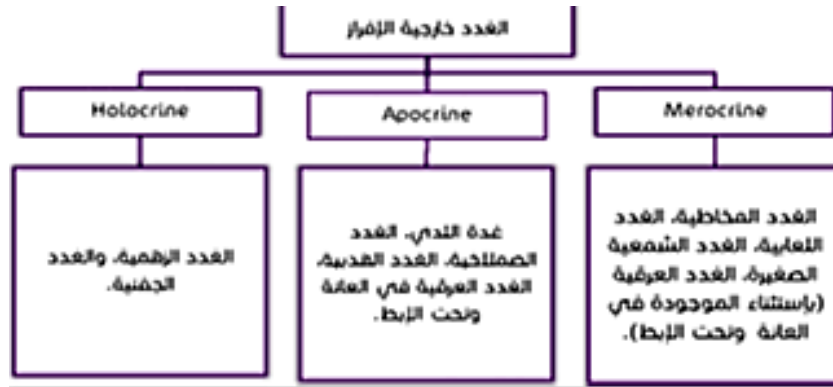 الغدد خارجية الإفراز
Holocrine
Apocrine
Merocrine
الغدد الزهمية، والغدد
الجفنية.
غدة الثدي، الغدد
الصملاخية، الغدد الهدبية،
الغدد العرقية في العانة
وتحت الإبط.
الغدد المخاطية، الغدد
اللعابية، الغدد الشمعية
الصغيرة، الغدد العرقية
(بإستثناء الموجودة في
العانة وتحت الإبط).